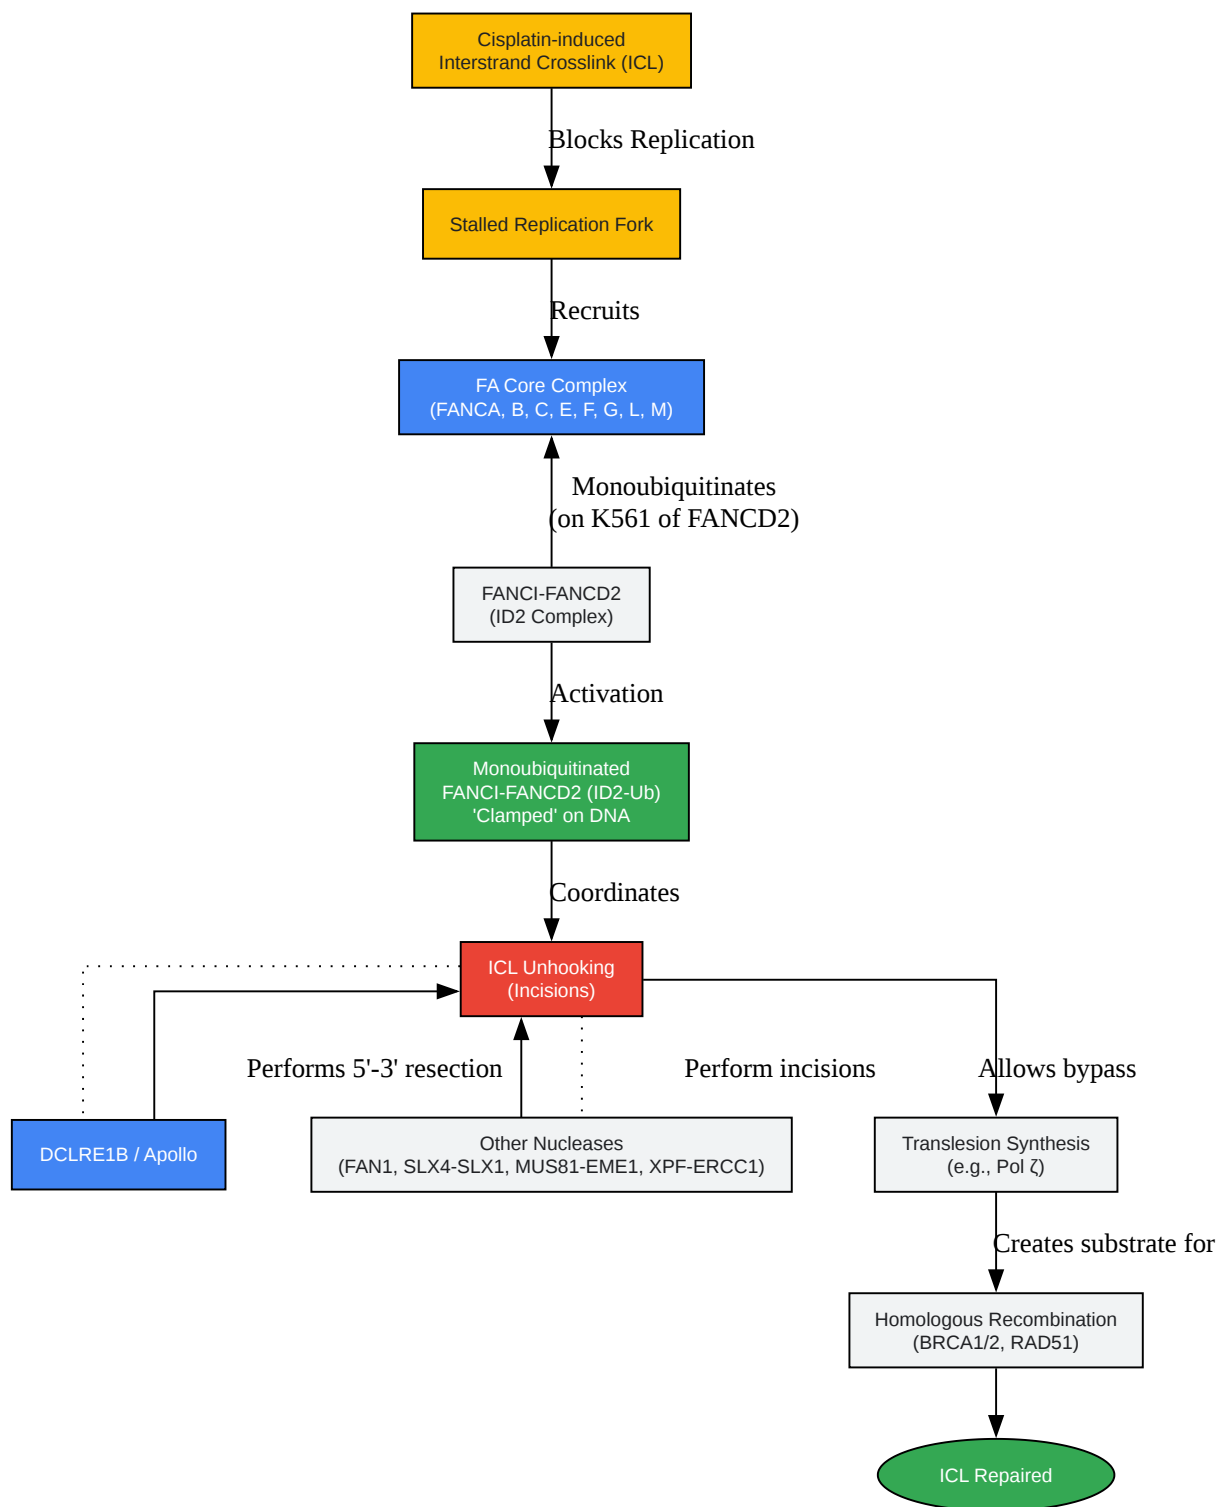 Cisplatin-induced
Interstrand Crosslink (ICL)
Blocks Replication
Stalled Replication Fork
Recruits
FA Core Complex
(FANCA, B, C, E, F, G, L, M)
Monoubiquitinates
(on K561 of FANCD2)
FANCI-FANCD2
(ID2 Complex)
Activation
Monoubiquitinated
FANCI-FANCD2 (ID2-Ub)
'Clamped' on DNA
Coordinates
ICL Unhooking
(Incisions)
Performs 5'-3' resection
Perform incisions
Allows bypass
DCLRE1B / Apollo
Other Nucleases
(FAN1, SLX4-SLX1, MUS81-EME1, XPF-ERCC1)
Translesion Synthesis
(e.g., Pol ζ)
Creates substrate for
Homologous Recombination
(BRCA1/2, RAD51)
ICL Repaired